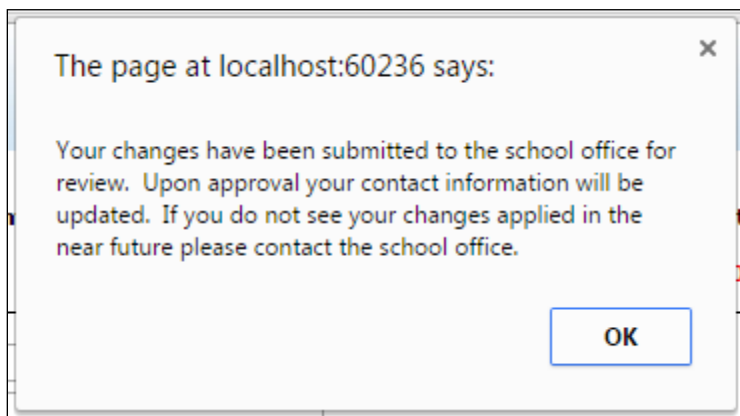 The page at localhost:60236 says:
×
Your changes have been submitted to the school office for
review.  Upon approval your contact information will be
updated.  If you do not see your changes applied in the
near future please contact the school office.
OK